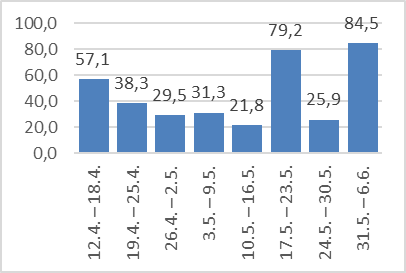 100,0
80,0
60,0
40,0
20,0
0,0
57,1
38,3
29,5
31,3
21,8
79,2
25,9
84,5
12.4. – 18.4.
19.4. – 25.4.
26.4. – 2.5.
3.5. – 9.5.
10.5. – 16.5.
17.5. – 23.5.
24.5. – 30.5.
31.5. – 6.6.